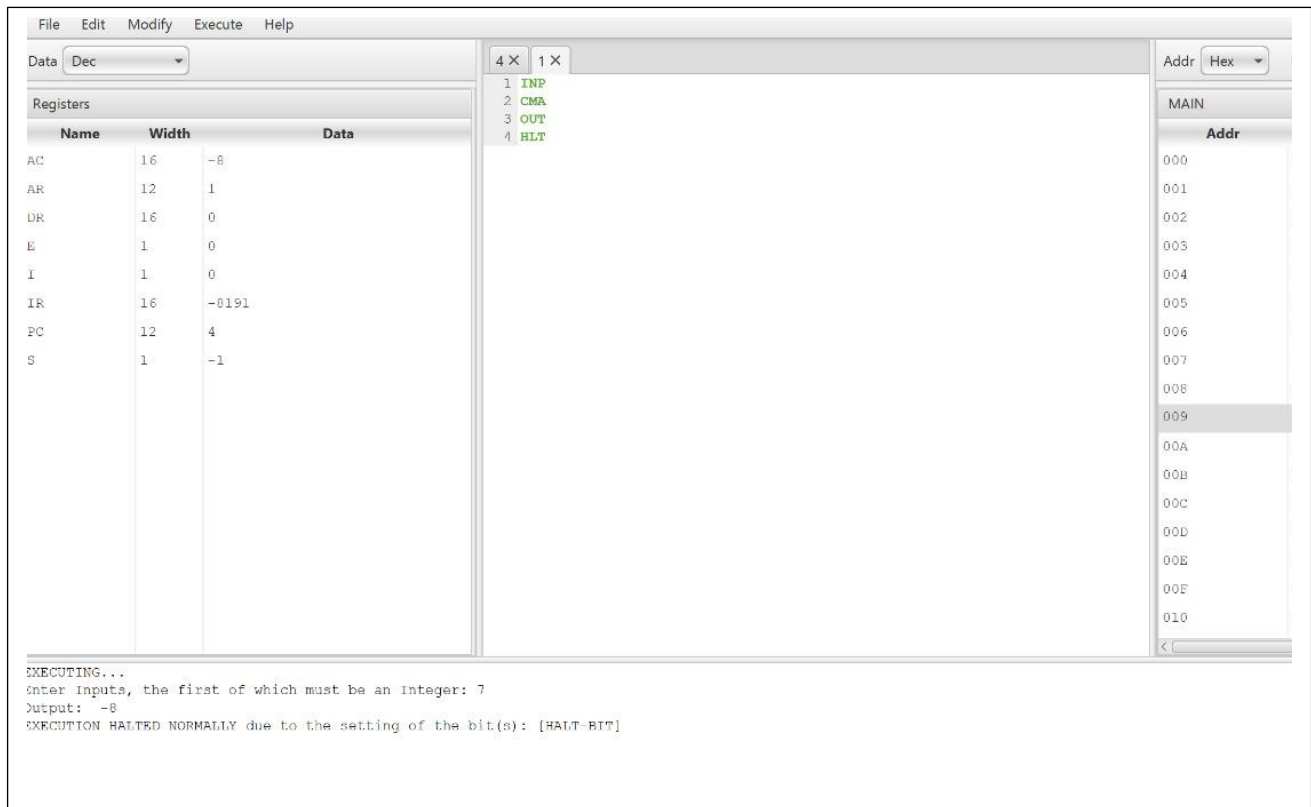 File Edit Modify Execute Help
Data Dec
4 × 1 ×
Addr Hex
Registers
Name Width Data
AC 16 -8
AR 12 1
DR 16 0
E 1 0
I 1 0
IR 16 -8191
PC 12 4
S 1 -1
1 INP
2 CMA
3 OUT
4 HLT
MAIN
Addr
000
001
002
003
004
005
006
007
008
009
00A
00B
00C
00D
00E
00F
010
EXECUTING...
Enter Inputs, the first of which must be an Integer: 7
Output: -8
EXECUTION HALTED NORMALLY due to the setting of the bit(s): [HALT-BIT]